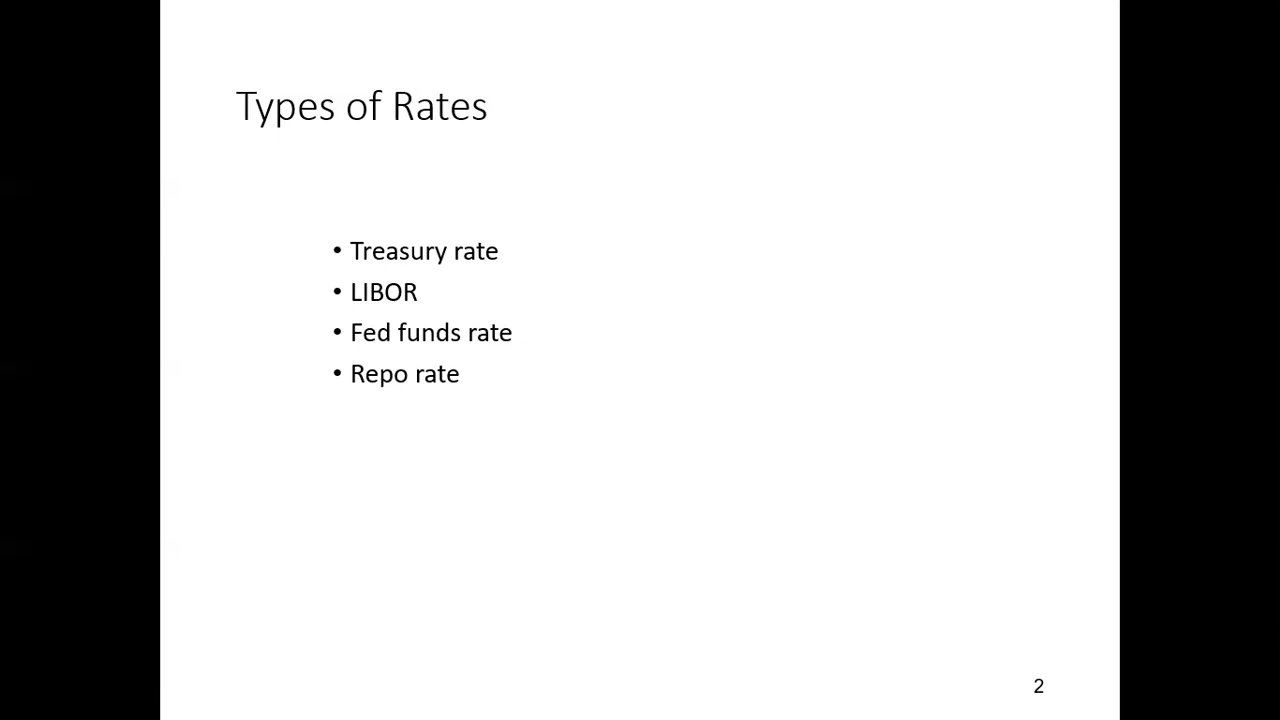 Types of Rates
• Treasury rate
• LIBOR
• Fed funds rate
• Repo rate
2